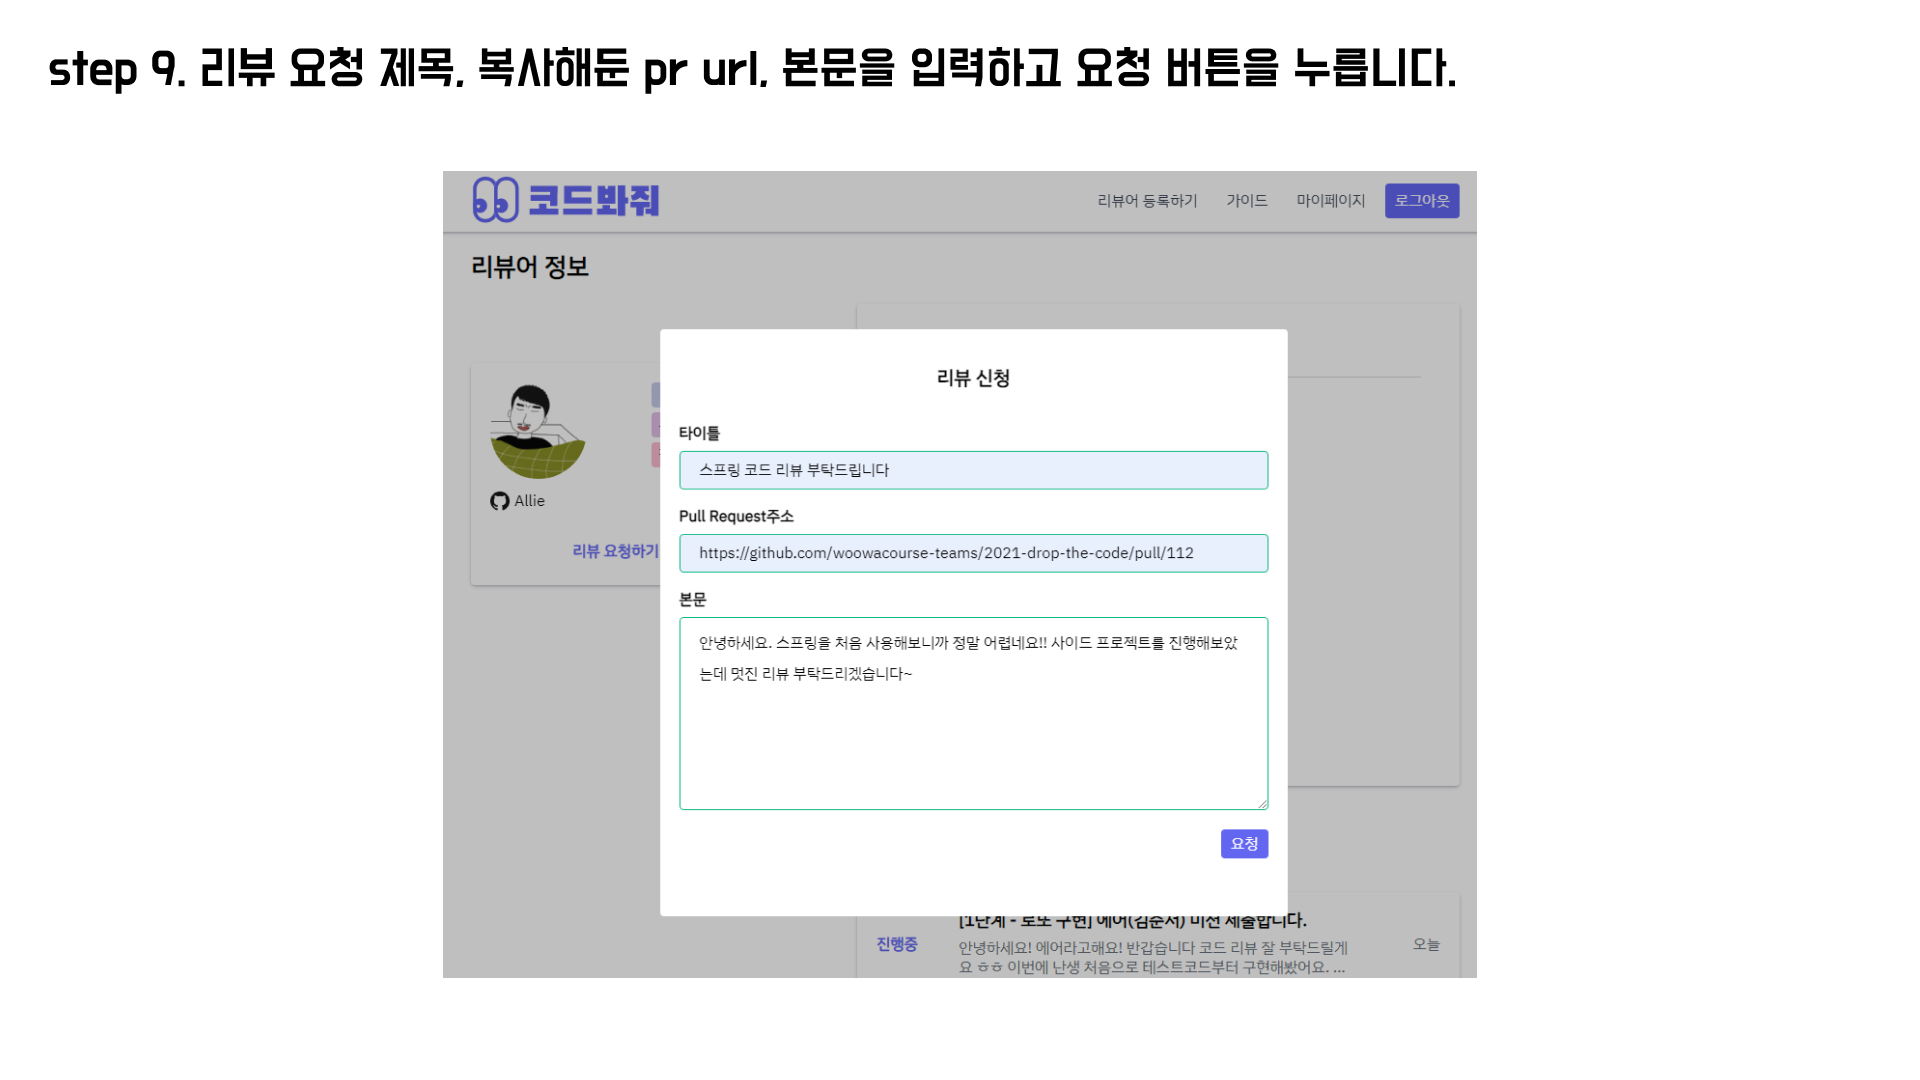 step 9. 리뷰 요청 제목, 복사해둔 pr url, 본문을 입력하고 요청 버튼을 누릅니다.
코드봐줘
리뷰어 등록하기
가이드
마이페이지
로그아웃
리뷰어 정보
Allie
리뷰 요청하기
리뷰 신청
타이틀
스프링 코드 리뷰 부탁드립니다
Pull Request주소
https://github.com/woowacourse-teams/2021-drop-the-code/pull/112
본문
안녕하세요. 스프링을 처음 사용해보니까 정말 어렵네요!! 사이드 프로젝트를 진행해보았
는데 멋진 리뷰 부탁드리겠습니다~
요청
[1단계 - 로또 구현] 에어(김준서) 미션 제출합니다.
진행중
안녕하세요! 에어라고해요! 반갑습니다 코드 리뷰 잘 부탁드릴게
요 ㅎㅎ 이번에 난생 처음으로 테스트코드부터 구현해봤어요. ...
오늘